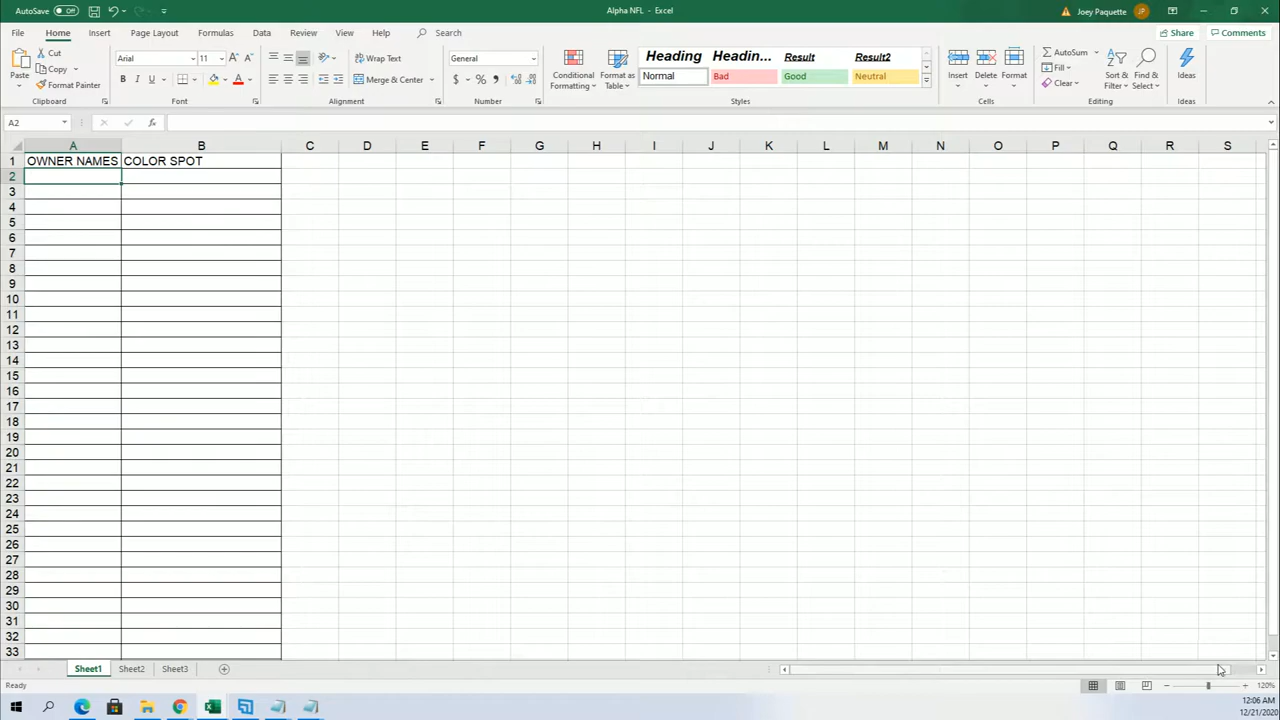 AutoSave Off
Alpha NFL - Excel
Joey Paquette JP
File Home Insert Page Layout Formulas Data Review View Help Search
Share Comments
Paste
Cut
Copy
Format Painter
Clipboard
Arial 11
B I U
Font
Wrap Text
Merge & Center
Alignment
General
$ % 9
Number
Conditional Formatting
Format as Table
Heading Headin... Result Result2
Normal Bad Good Neutral
Styles
Insert Delete Format
Cells
AutoSum
Fill
Clear
Sort & Filter
Find & Select
Editing
Ideas
Ideas
A2 fx
A B C D E F G H I J K L M N O P Q R S
1 OWNER NAMES COLOR SPOT
2
3
4
5
6
7
8
9
10
11
12
13
14
15
16
17
18
19
20
21
22
23
24
25
26
27
28
29
30
31
32
33
Sheet1 Sheet2 Sheet3
Ready
120%
12:06 AM
12/21/2020